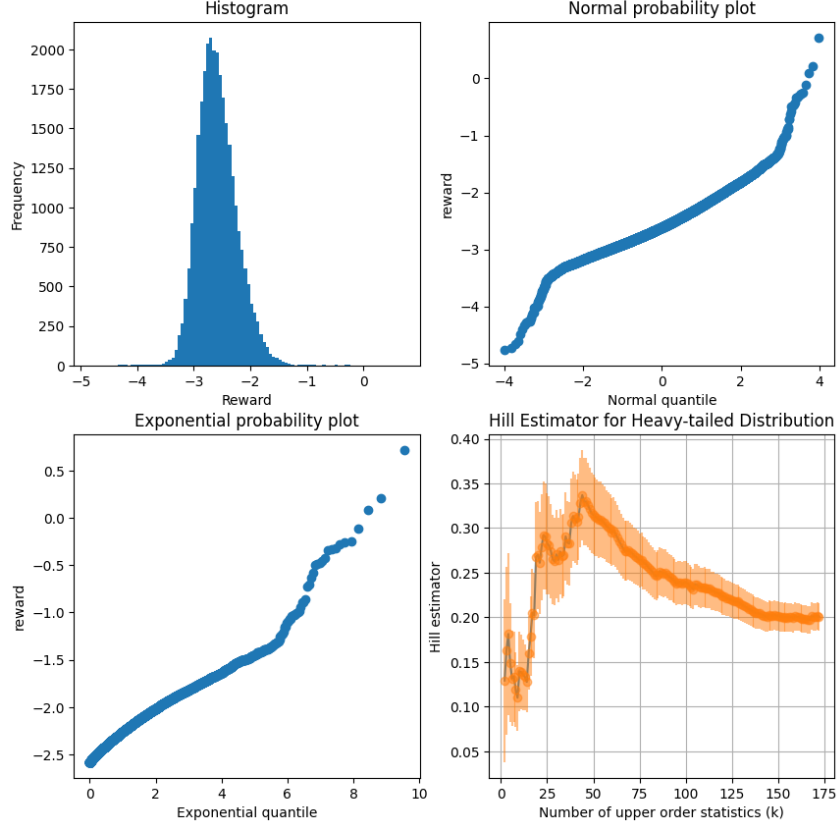 Histogram
2000
1750
1500
1250
1000
750
500
250
0
−5 −4 −3 −2 −1 0
Frequency
Reward
Normal probability plot
0
−1
−2
−3
−4
−5
−4 −2 0 2 4
reward
Normal quantile
Exponential probability plot
0.5
0.0
−0.5
−1.0
−1.5
−2.0
−2.5
0 2 4 6 8 10
reward
Exponential quantile
Hill Estimator for Heavy-tailed Distribution
0.40
0.35
0.30
0.25
0.20
0.15
0.10
0.05
0 25 50 75 100 125 150 175
Hill estimator
Number of upper order statistics (k)